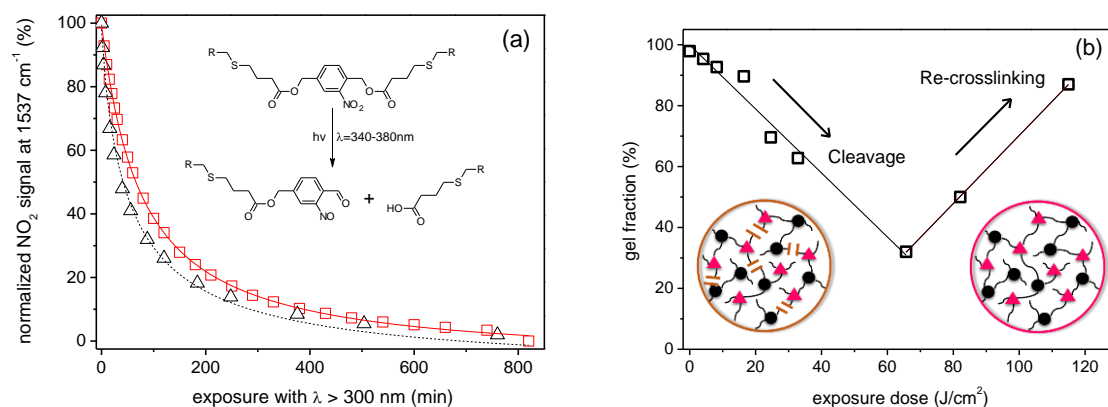 (a)
normalized NO2 signal at 1537 cm-1 (%)
100
80
60
40
20
0
R
S
O
O
NO2
O
O
S
R
hν λ=340-380nm
R
S
O
O
NO
O
+
HO
O
S
R
0 200 400 600 800
exposure with λ > 300 nm (min)
(b)
gel fraction (%)
100
80
60
40
20
0
Re-crosslinking
Cleavage
0 20 40 60 80 100 120
exposure dose (J/cm2)